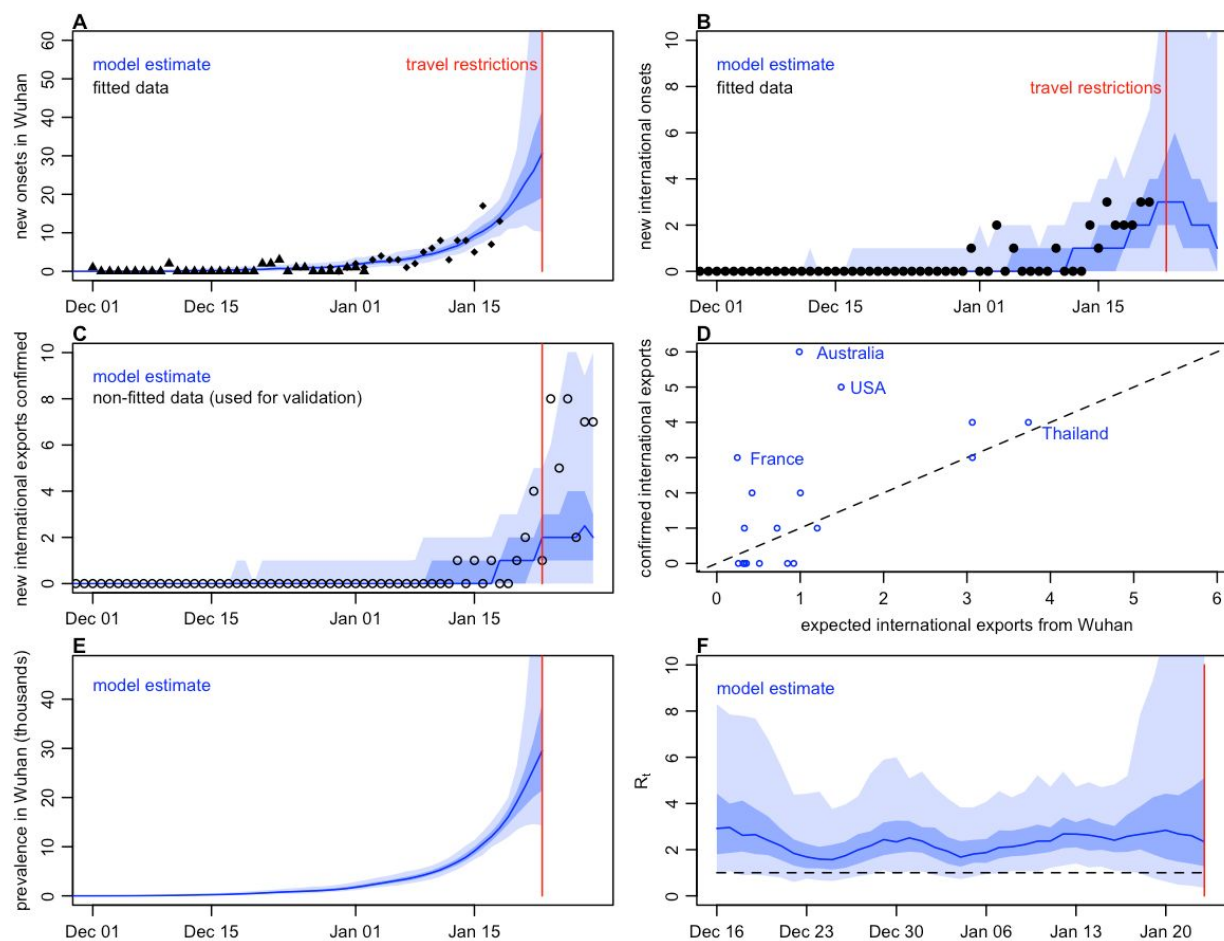 A
new onsets in Wuhan
60
50
40
30
20
10
0
model estimate
fitted data
travel restrictions
Dec 01
Dec 15
Jan 01
Jan 15
B
new international onsets
10
8
6
4
2
0
model estimate
fitted data
travel restrictions
Dec 01
Dec 15
Jan 01
Jan 15
C
new international exports confirmed
10
8
6
4
2
0
model estimate
non-fitted data (used for validation)
Dec 01
Dec 15
Jan 01
Jan 15
D
confirmed international exports
6
5
4
3
2
1
0
Australia
USA
Thailand
France
0
1
2
3
4
5
6
expected international exports from Wuhan
E
prevalence in Wuhan (thousands)
40
30
20
10
0
model estimate
Dec 01
Dec 15
Jan 01
Jan 15
F
Rt
10
8
6
4
2
0
model estimate
Dec 16
Dec 23
Dec 30
Jan 06
Jan 13
Jan 20